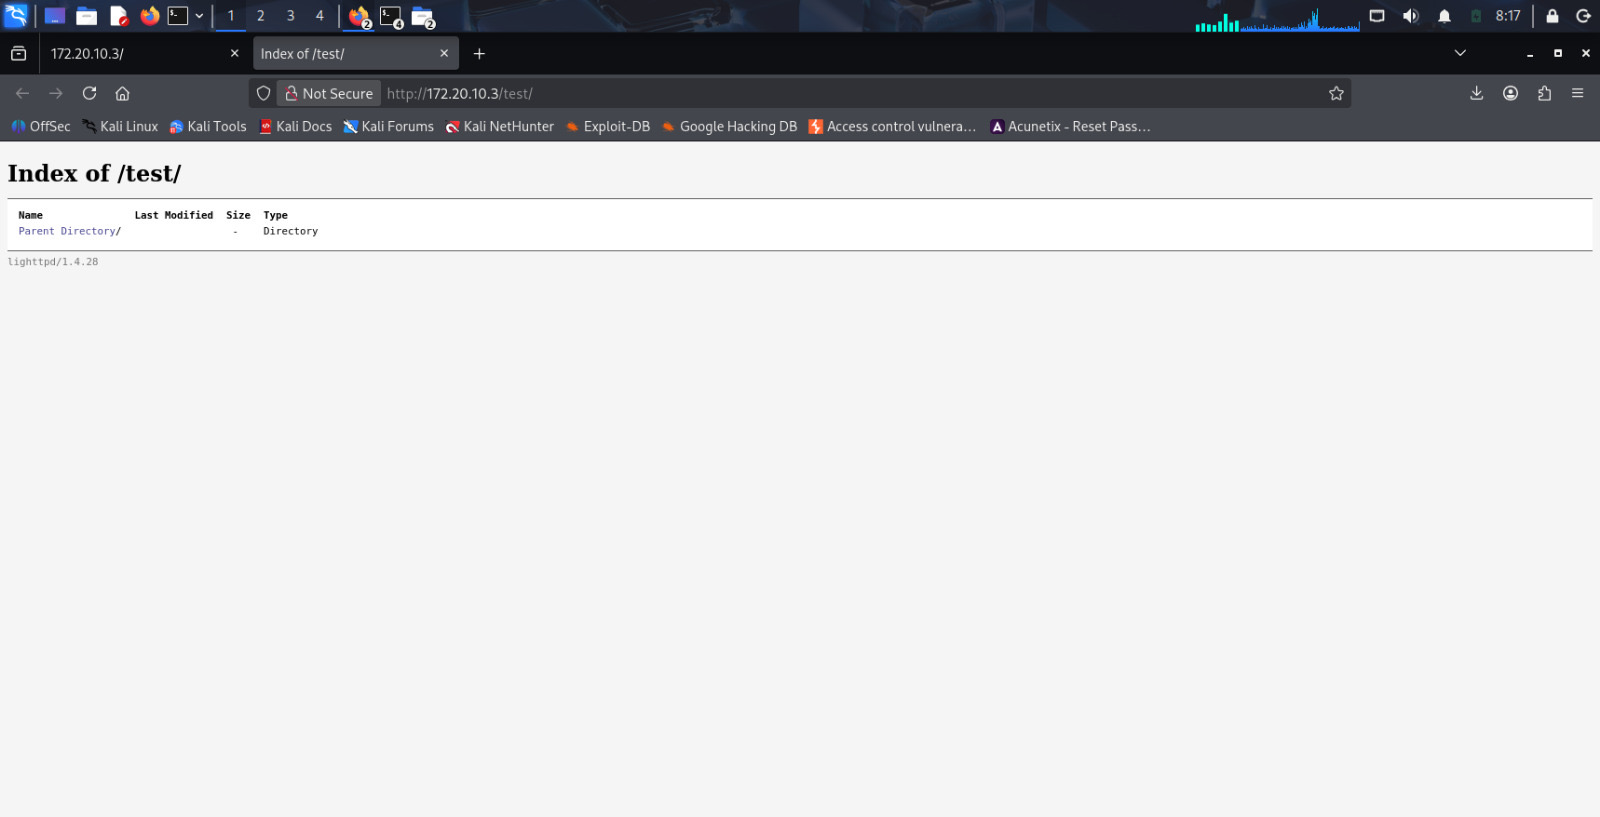 1 2 3 4 2 4 2 8:17
172.20.10.3/ Index of /test/
Not Secure http://172.20.10.3/test/
OffSec Kali Linux Kali Tools Kali Docs Kali Forums Kali NetHunter Exploit-DB Google Hacking DB Access control vulnera… Acunetix - Reset Pass…
Index of /test/
Name Last Modified Size Type
Parent Directory/ - Directory
lighttpd/1.4.28